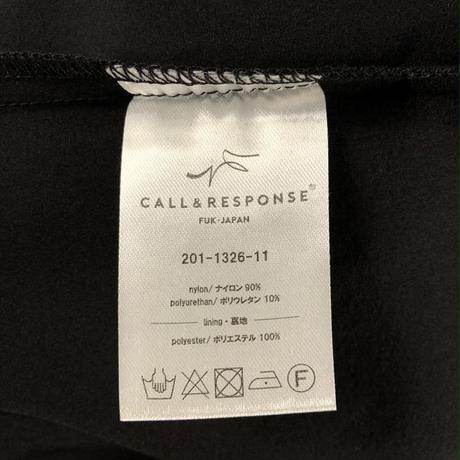 CALL&RESPONSE®
FUK-JAPAN
201-1326-11
nylon/ナイロン 90%
polyurethan/ポリウレタン 10%
lining・裏地
polyester/ポリエステル 100%
F